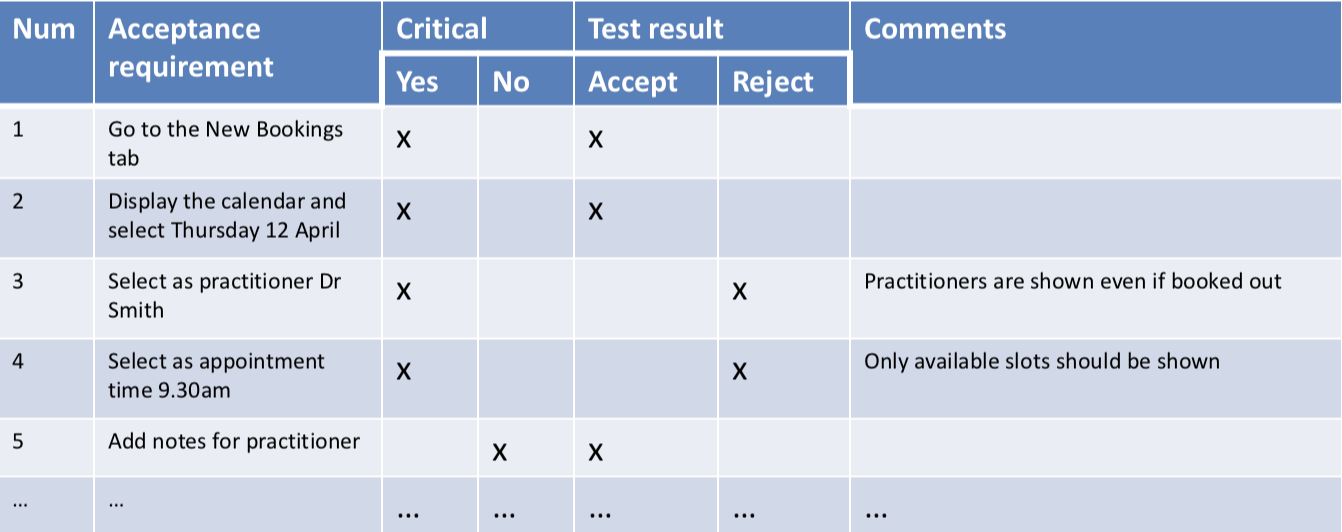 Num Acceptance requirement Critical Test result Comments
Yes No Accept Reject
1 Go to the New Bookings tab X X
2 Display the calendar and select Thursday 12 April X X
3 Select as practitioner Dr Smith X X Practitioners are shown even if booked out
4 Select as appointment time 9.30am X X Only available slots should be shown
5 Add notes for practitioner X X
... ... ... ... ... ... ...